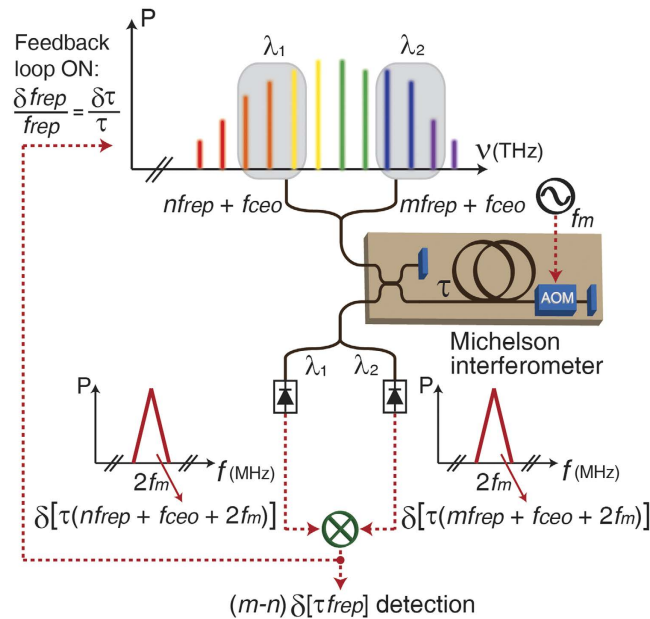 P
Feedback
loop ON:
δfrep/frep = δτ/τ
λ1
λ2
ν(THz)
nfrep + fceo
mfrep + fceo
fm
τ
AOM
Michelson
interferometer
λ1
λ2
P
P
2fm
f(MHz)
2fm
f(MHz)
δ[τ(nfrep + fceo + 2fm)]
δ[τ(mfrep + fceo + 2fm)]
(m-n) δ[τfrep] detection